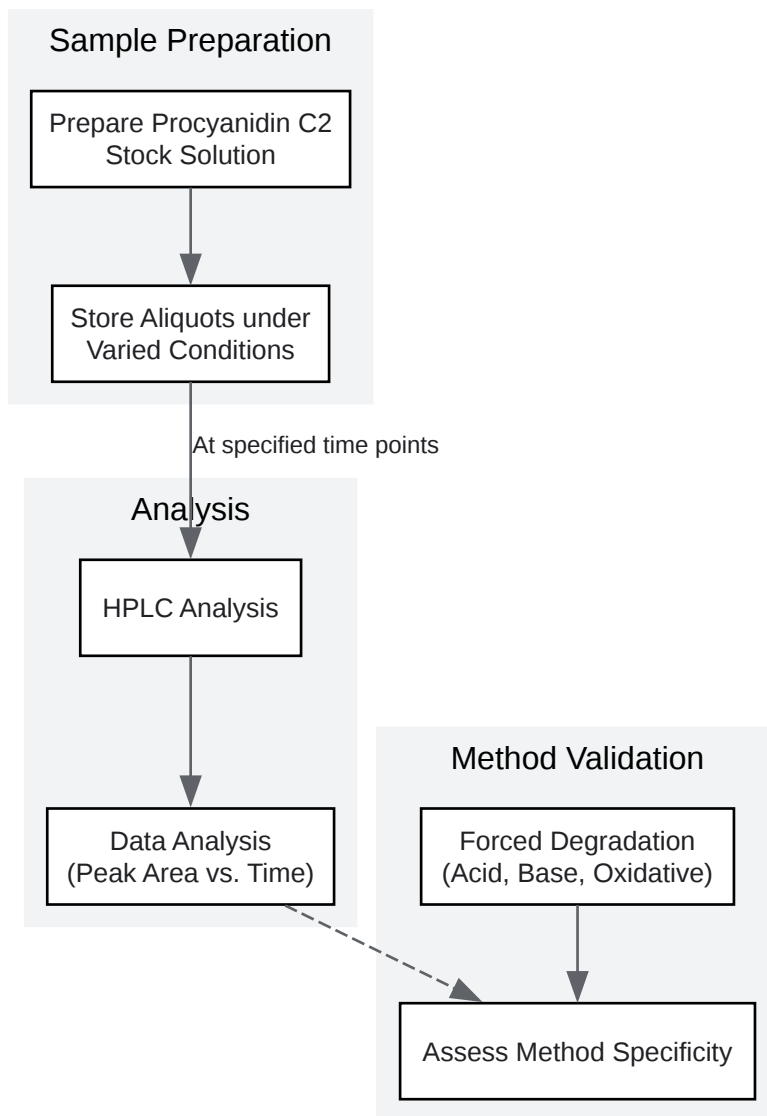 Sample Preparation
Prepare Procyanidin C2
Stock Solution
Store Aliquots under
Varied Conditions
At specified time points
Analysis
HPLC Analysis
Data Analysis
(Peak Area vs. Time)
Method Validation
Forced Degradation
(Acid, Base, Oxidative)
Assess Method Specificity